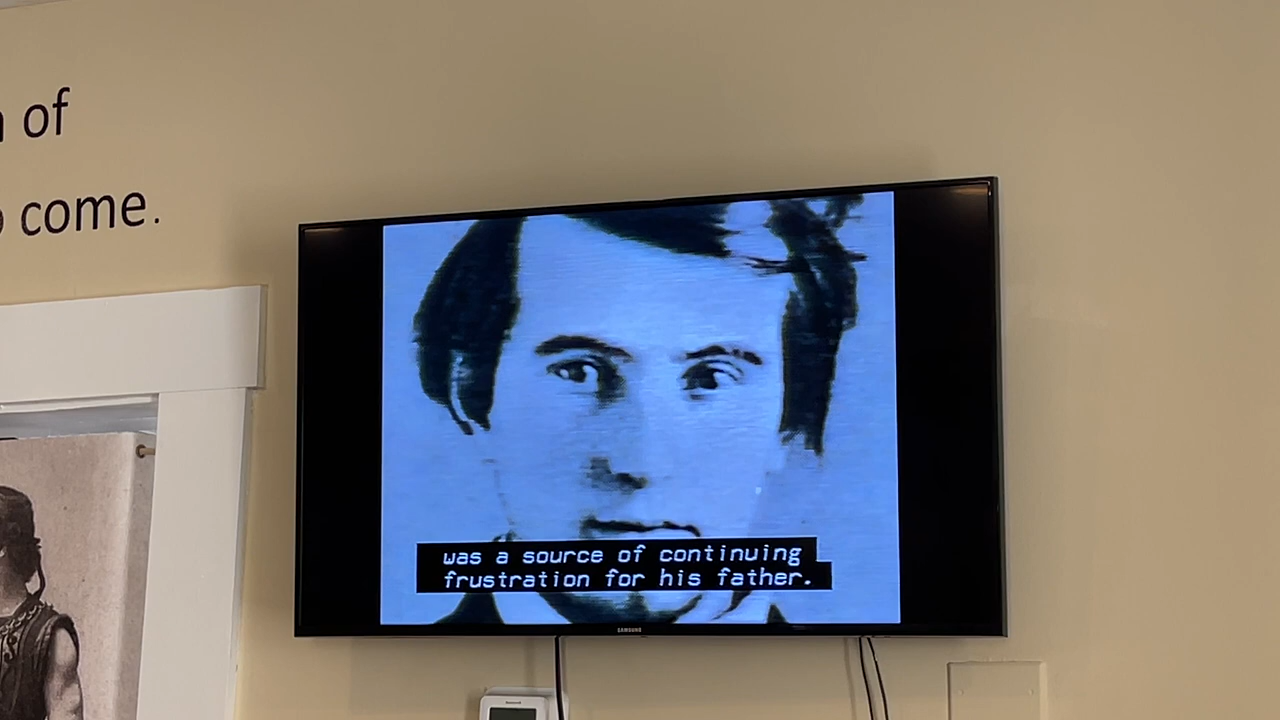 of
come.
was a source of continuing
frustration for his father.
SAMSUNG